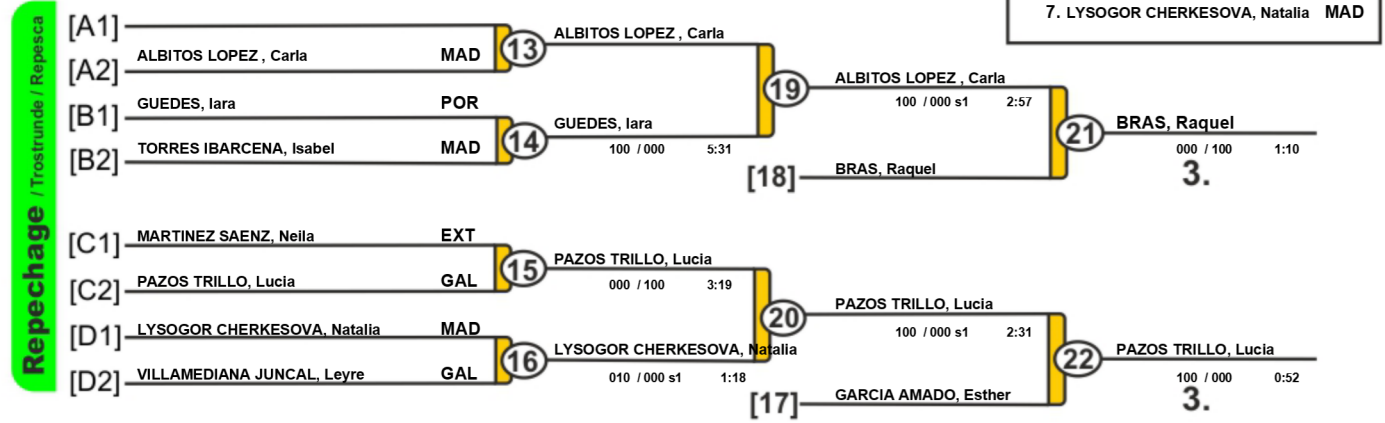 7. LYSOGOR CHERKESOVA, Natalia MAD
Repechage / Trostrunde / Repesca
[A1]
[A2] ALBITOS LOPEZ , Carla MAD
13
ALBITOS LOPEZ , Carla
[B1] GUEDES, Iara POR
[B2] TORRES IBARCENA, Isabel MAD
14
GUEDES, Iara
100 / 000 5:31
19
ALBITOS LOPEZ , Carla
100 / 000 s1 2:57
[18] BRAS, Raquel
21
BRAS, Raquel
000 / 100 1:10
3.
[C1] MARTINEZ SAENZ, Neila EXT
[C2] PAZOS TRILLO, Lucia GAL
15
PAZOS TRILLO, Lucia
000 / 100 3:19
[D1] LYSOGOR CHERKESOVA, Natalia MAD
[D2] VILLAMEDIANA JUNCAL, Leyre GAL
16
LYSOGOR CHERKESOVA, Natalia
010 / 000 s1 1:18
20
PAZOS TRILLO, Lucia
100 / 000 s1 2:31
[17] GARCIA AMADO, Esther
22
PAZOS TRILLO, Lucia
100 / 000 0:52
3.